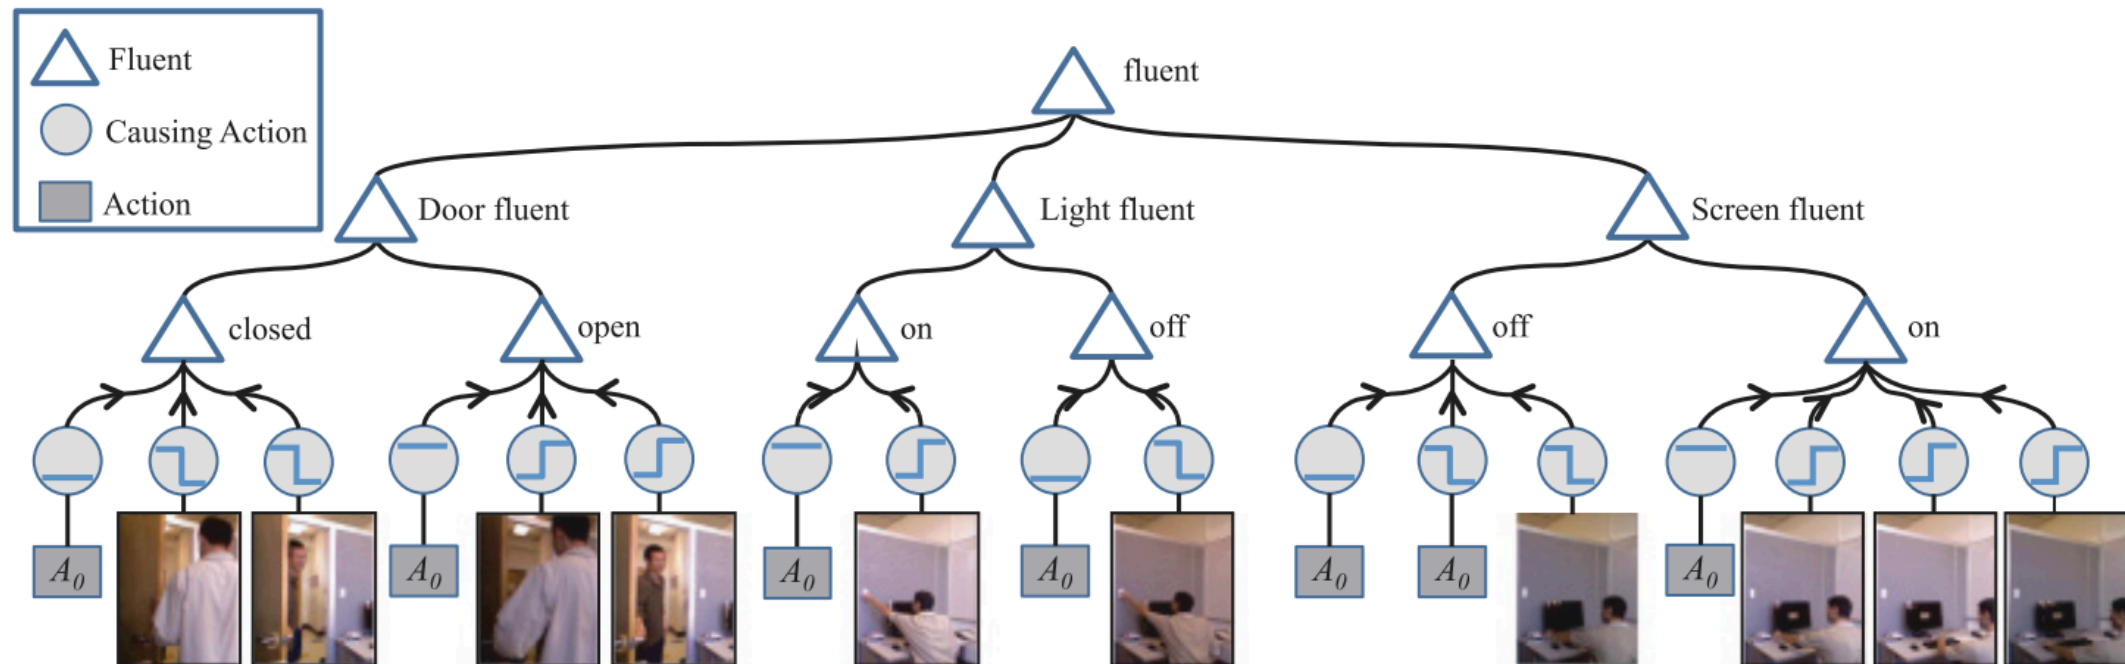 Fluent
Causing Action
Action
fluent
Door fluent
Light fluent
Screen fluent
closed
open
on
off
off
on
A0
A0
A0
A0
A0
A0
A0